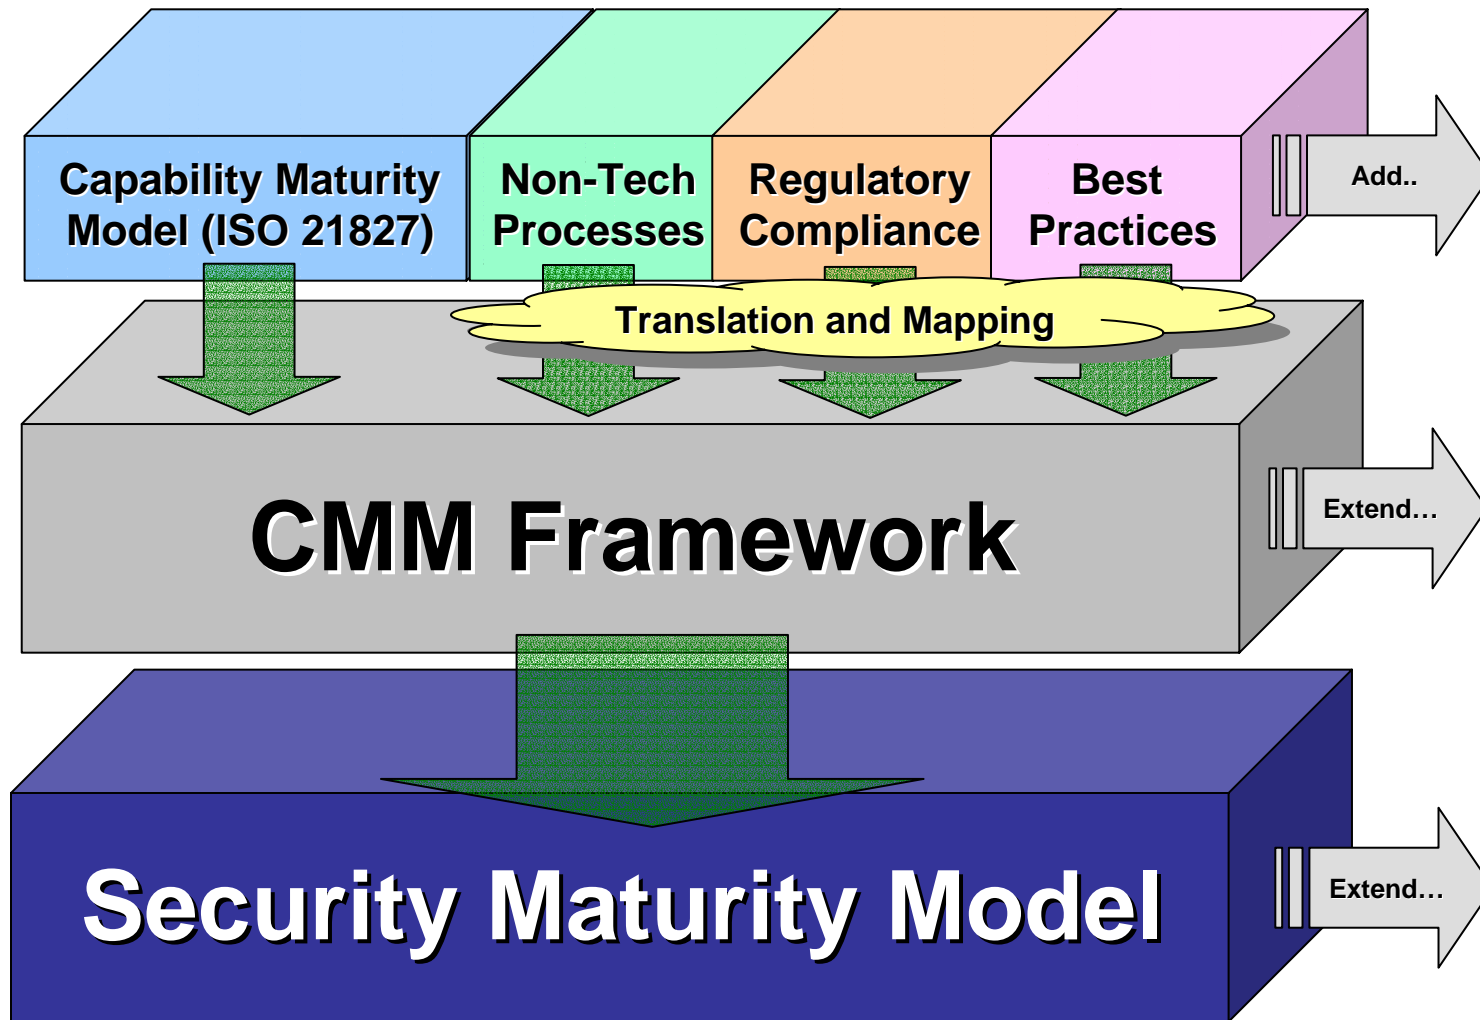 Capability Maturity
Model (ISO 21827)
Non-Tech
Processes
Regulatory
Compliance
Best
Practices
Add..
Translation and Mapping
CMM Framework
Extend…
Security Maturity Model
Extend…